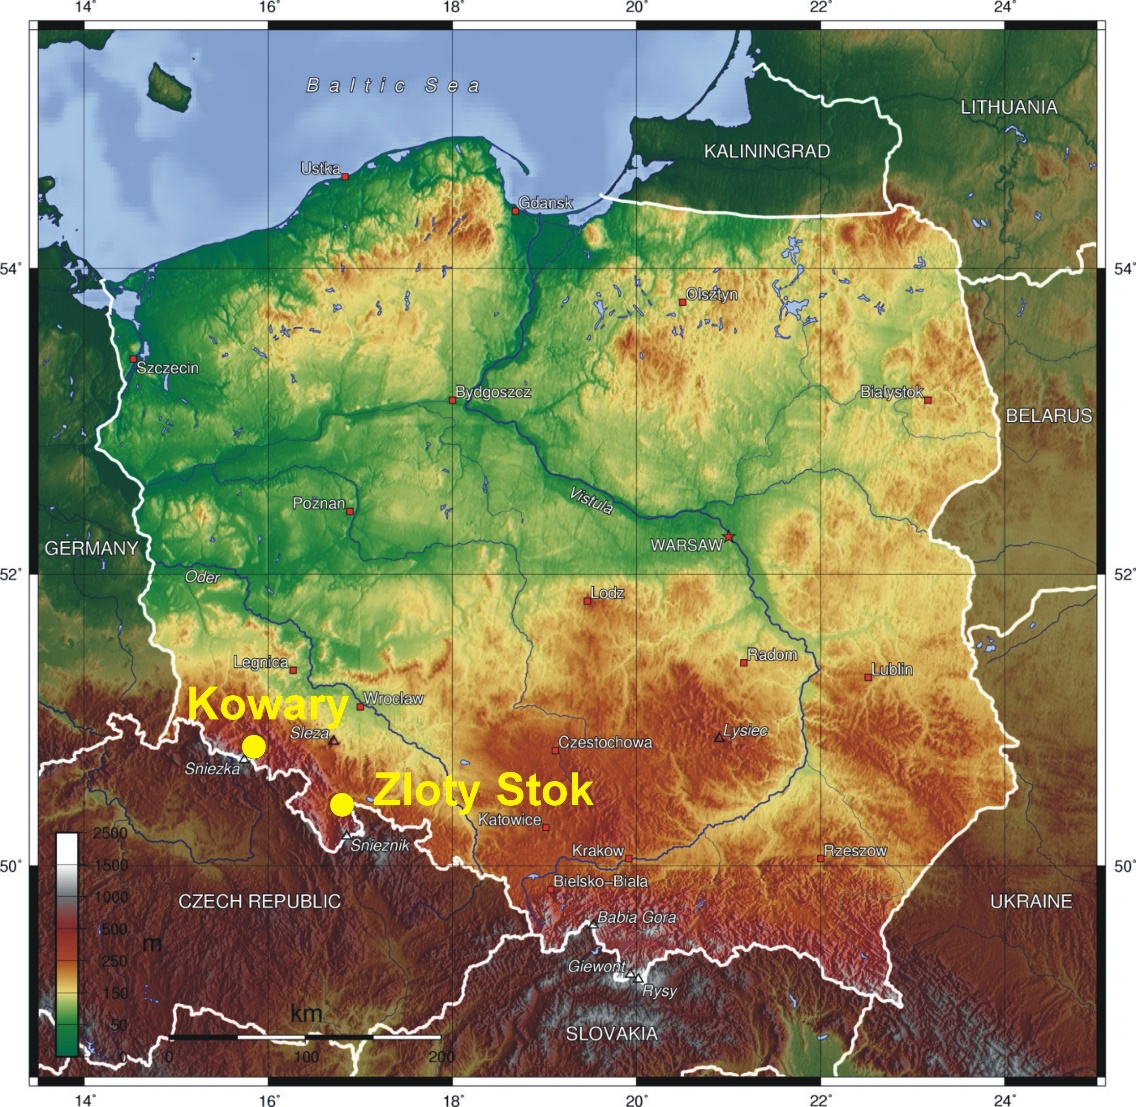 14°
16°
18°
20°
22°
24°
Baltic Sea
LITHUANIA
KALININGRAD
Ustka
Gdansk
54°
54°
Olsztyn
Szczecin
Bydgoszcz
Bialystok
BELARUS
Poznan
Vistula
GERMANY
WARSAW
52°
Oder
52°
Lodz
Legnica
Radom
Lublin
Kowary
Wroclaw
Sleza
Lysiec
Czestochowa
Sniezka
Zloty Stok
Katowice
2500
Snieznik
Krakow
Rzeszow
1500
50°
50°
Bielsko-Biala
1000
CZECH REPUBLIC
UKRAINE
Babia Gora
500
m
250
Giewont
Rysy
150
km
50
SLOVAKIA
0
100
200
14°
16°
18°
20°
22°
24°